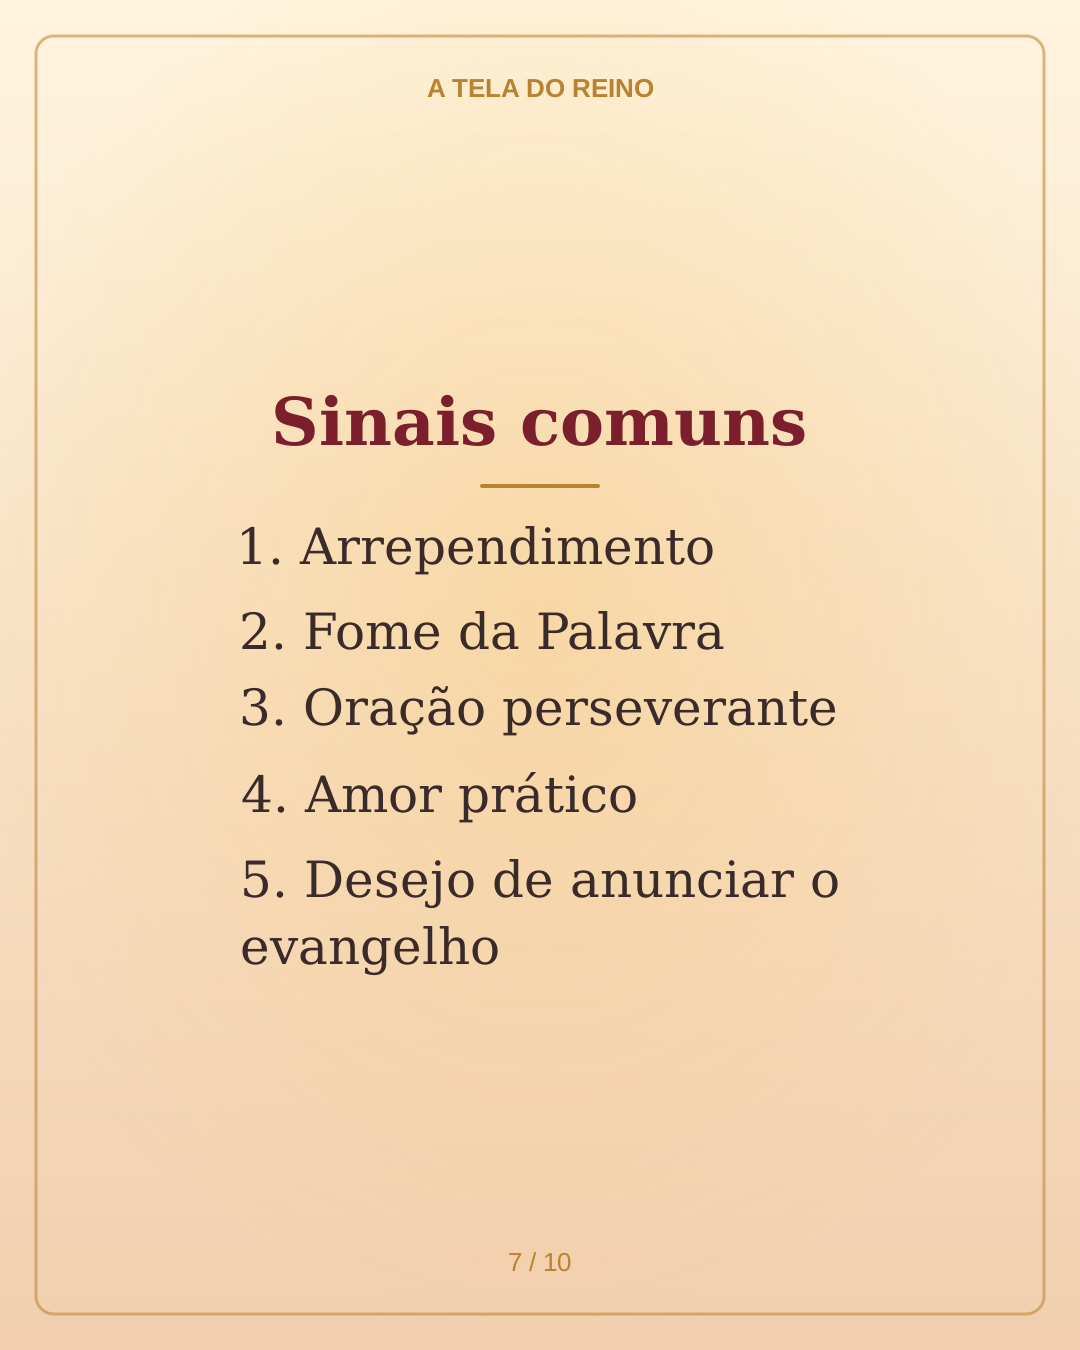 A TELA DO REINO
Sinais comuns
1. Arrependimento
2. Fome da Palavra
3. Oração perseverante
4. Amor prático
5. Desejo de anunciar o
evangelho
7 / 10